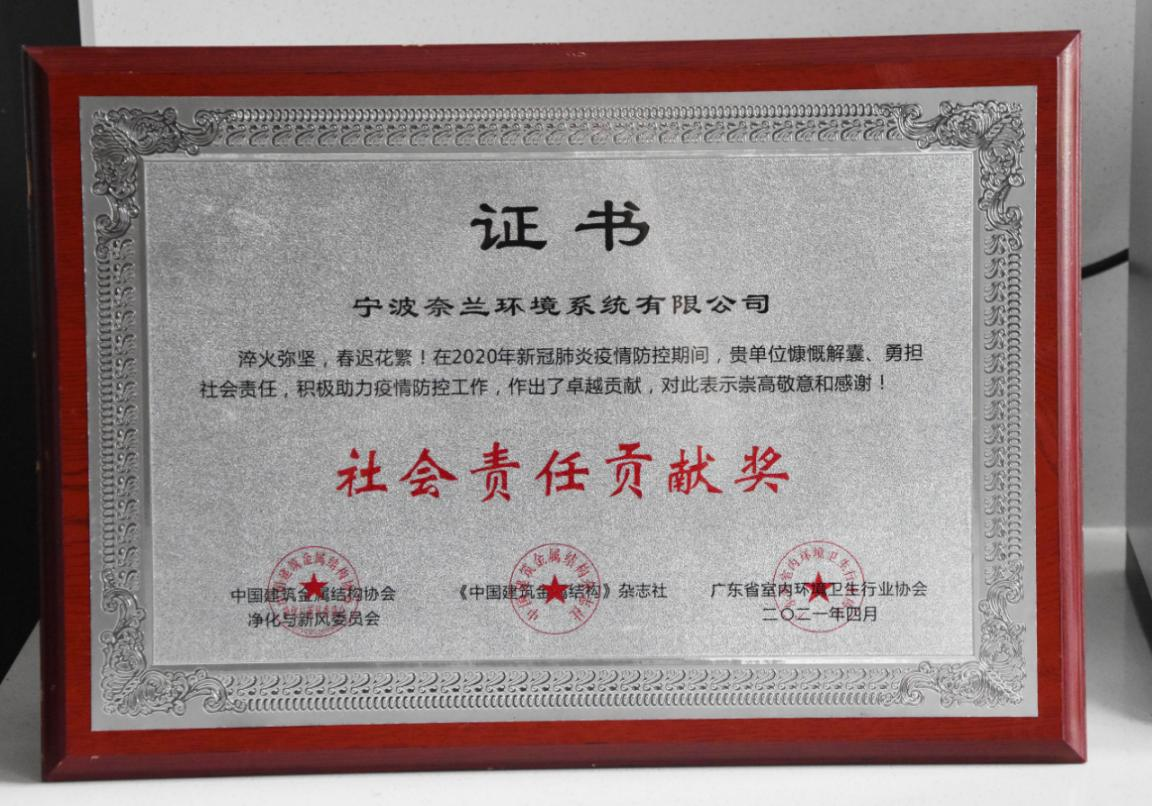 证书
宁波奈兰环境系统有限公司
淬火弥坚，春迟花繁！在2020年新冠肺炎疫情防控期间，贵单位慷慨解囊、勇担
社会责任，积极助力疫情防控工作，作出了卓越贡献，对此表示崇高敬意和感谢！
社会责任贡献奖
中国建筑金属结构协会
净化与新风委员会
《中国建筑金属结构》杂志社
广东省室内环境卫生行业协会
二〇二一年四月